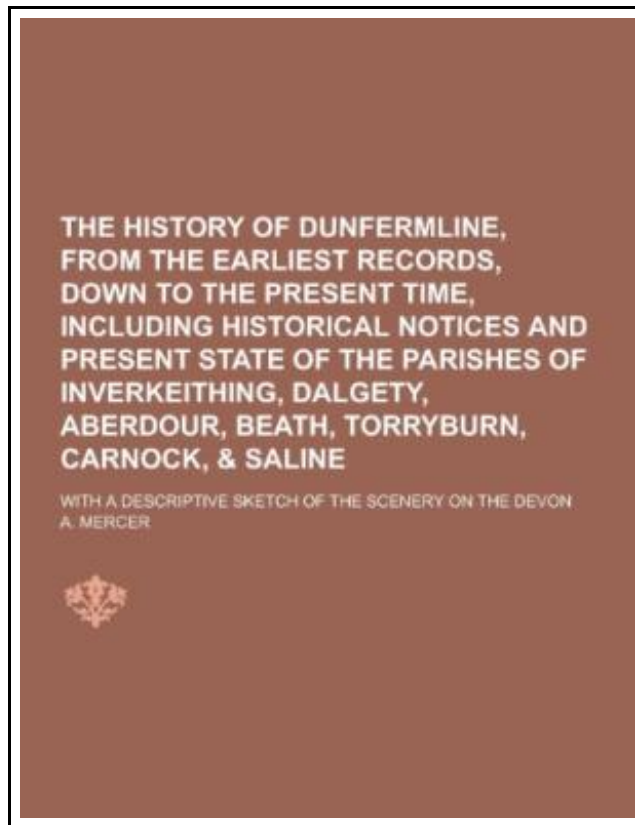 THE HISTORY OF DUNFERMLINE,
FROM THE EARLIEST RECORDS,
DOWN TO THE PRESENT TIME,
INCLUDING HISTORICAL NOTICES AND
PRESENT STATE OF THE PARISHES OF
INVERKEITHING, DALGETY,
ABERDOUR, BEATH, TORRYBURN,
CARNOCK, & SALINE
WITH A DESCRIPTIVE SKETCH OF THE SCENERY ON THE DEVON
A. MERCER